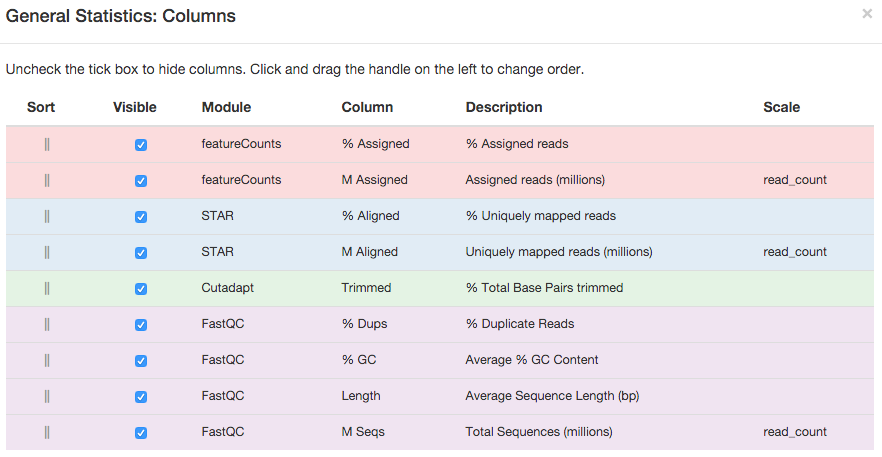 General Statistics: Columns ×
Uncheck the tick box to hide columns. Click and drag the handle on the left to change order.
Sort Visible Module Column Description Scale
featureCounts % Assigned % Assigned reads
featureCounts M Assigned Assigned reads (millions) read_count
STAR % Aligned % Uniquely mapped reads
STAR M Aligned Uniquely mapped reads (millions) read_count
Cutadapt Trimmed % Total Base Pairs trimmed
FastQC % Dups % Duplicate Reads
FastQC % GC Average % GC Content
FastQC Length Average Sequence Length (bp)
FastQC M Seqs Total Sequences (millions) read_count